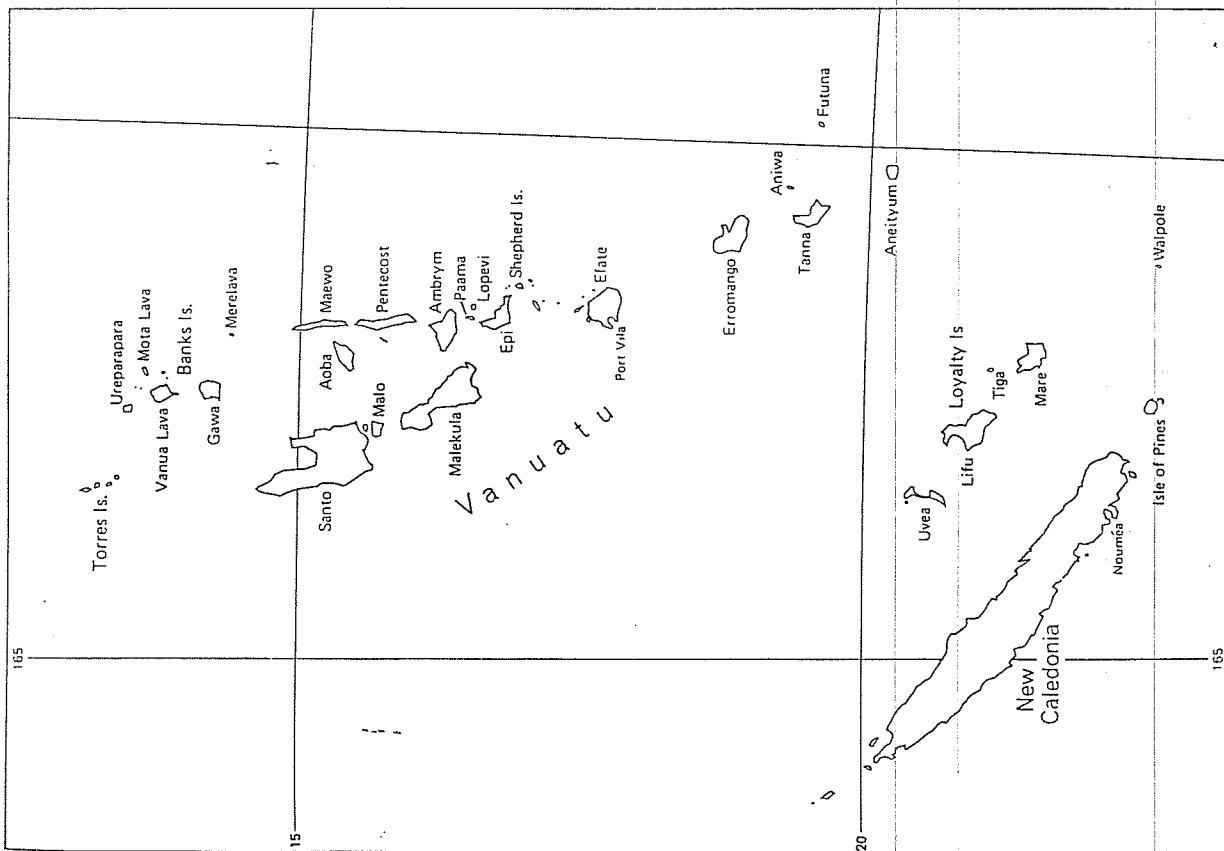 165
Torres Is.
Ureparapara
Mota Lava
Vanua Lava
Banks Is.
Gawa
Merelava
15
Santo
Aoba
Maewo
Malo
Pentecost
Malekula
Ambrym
Paama
Lopevi
Epi
Shepherd Is.
Vanuatu
Port Vila
Efate
Erromango
Aniwa
Tanna
Futuna
20
Aneityum
Uvea
Loyalty Is
Lifu
Tiga
Mare
New
Caledonia
Nouméa
Isle of Pines
Walpole
165